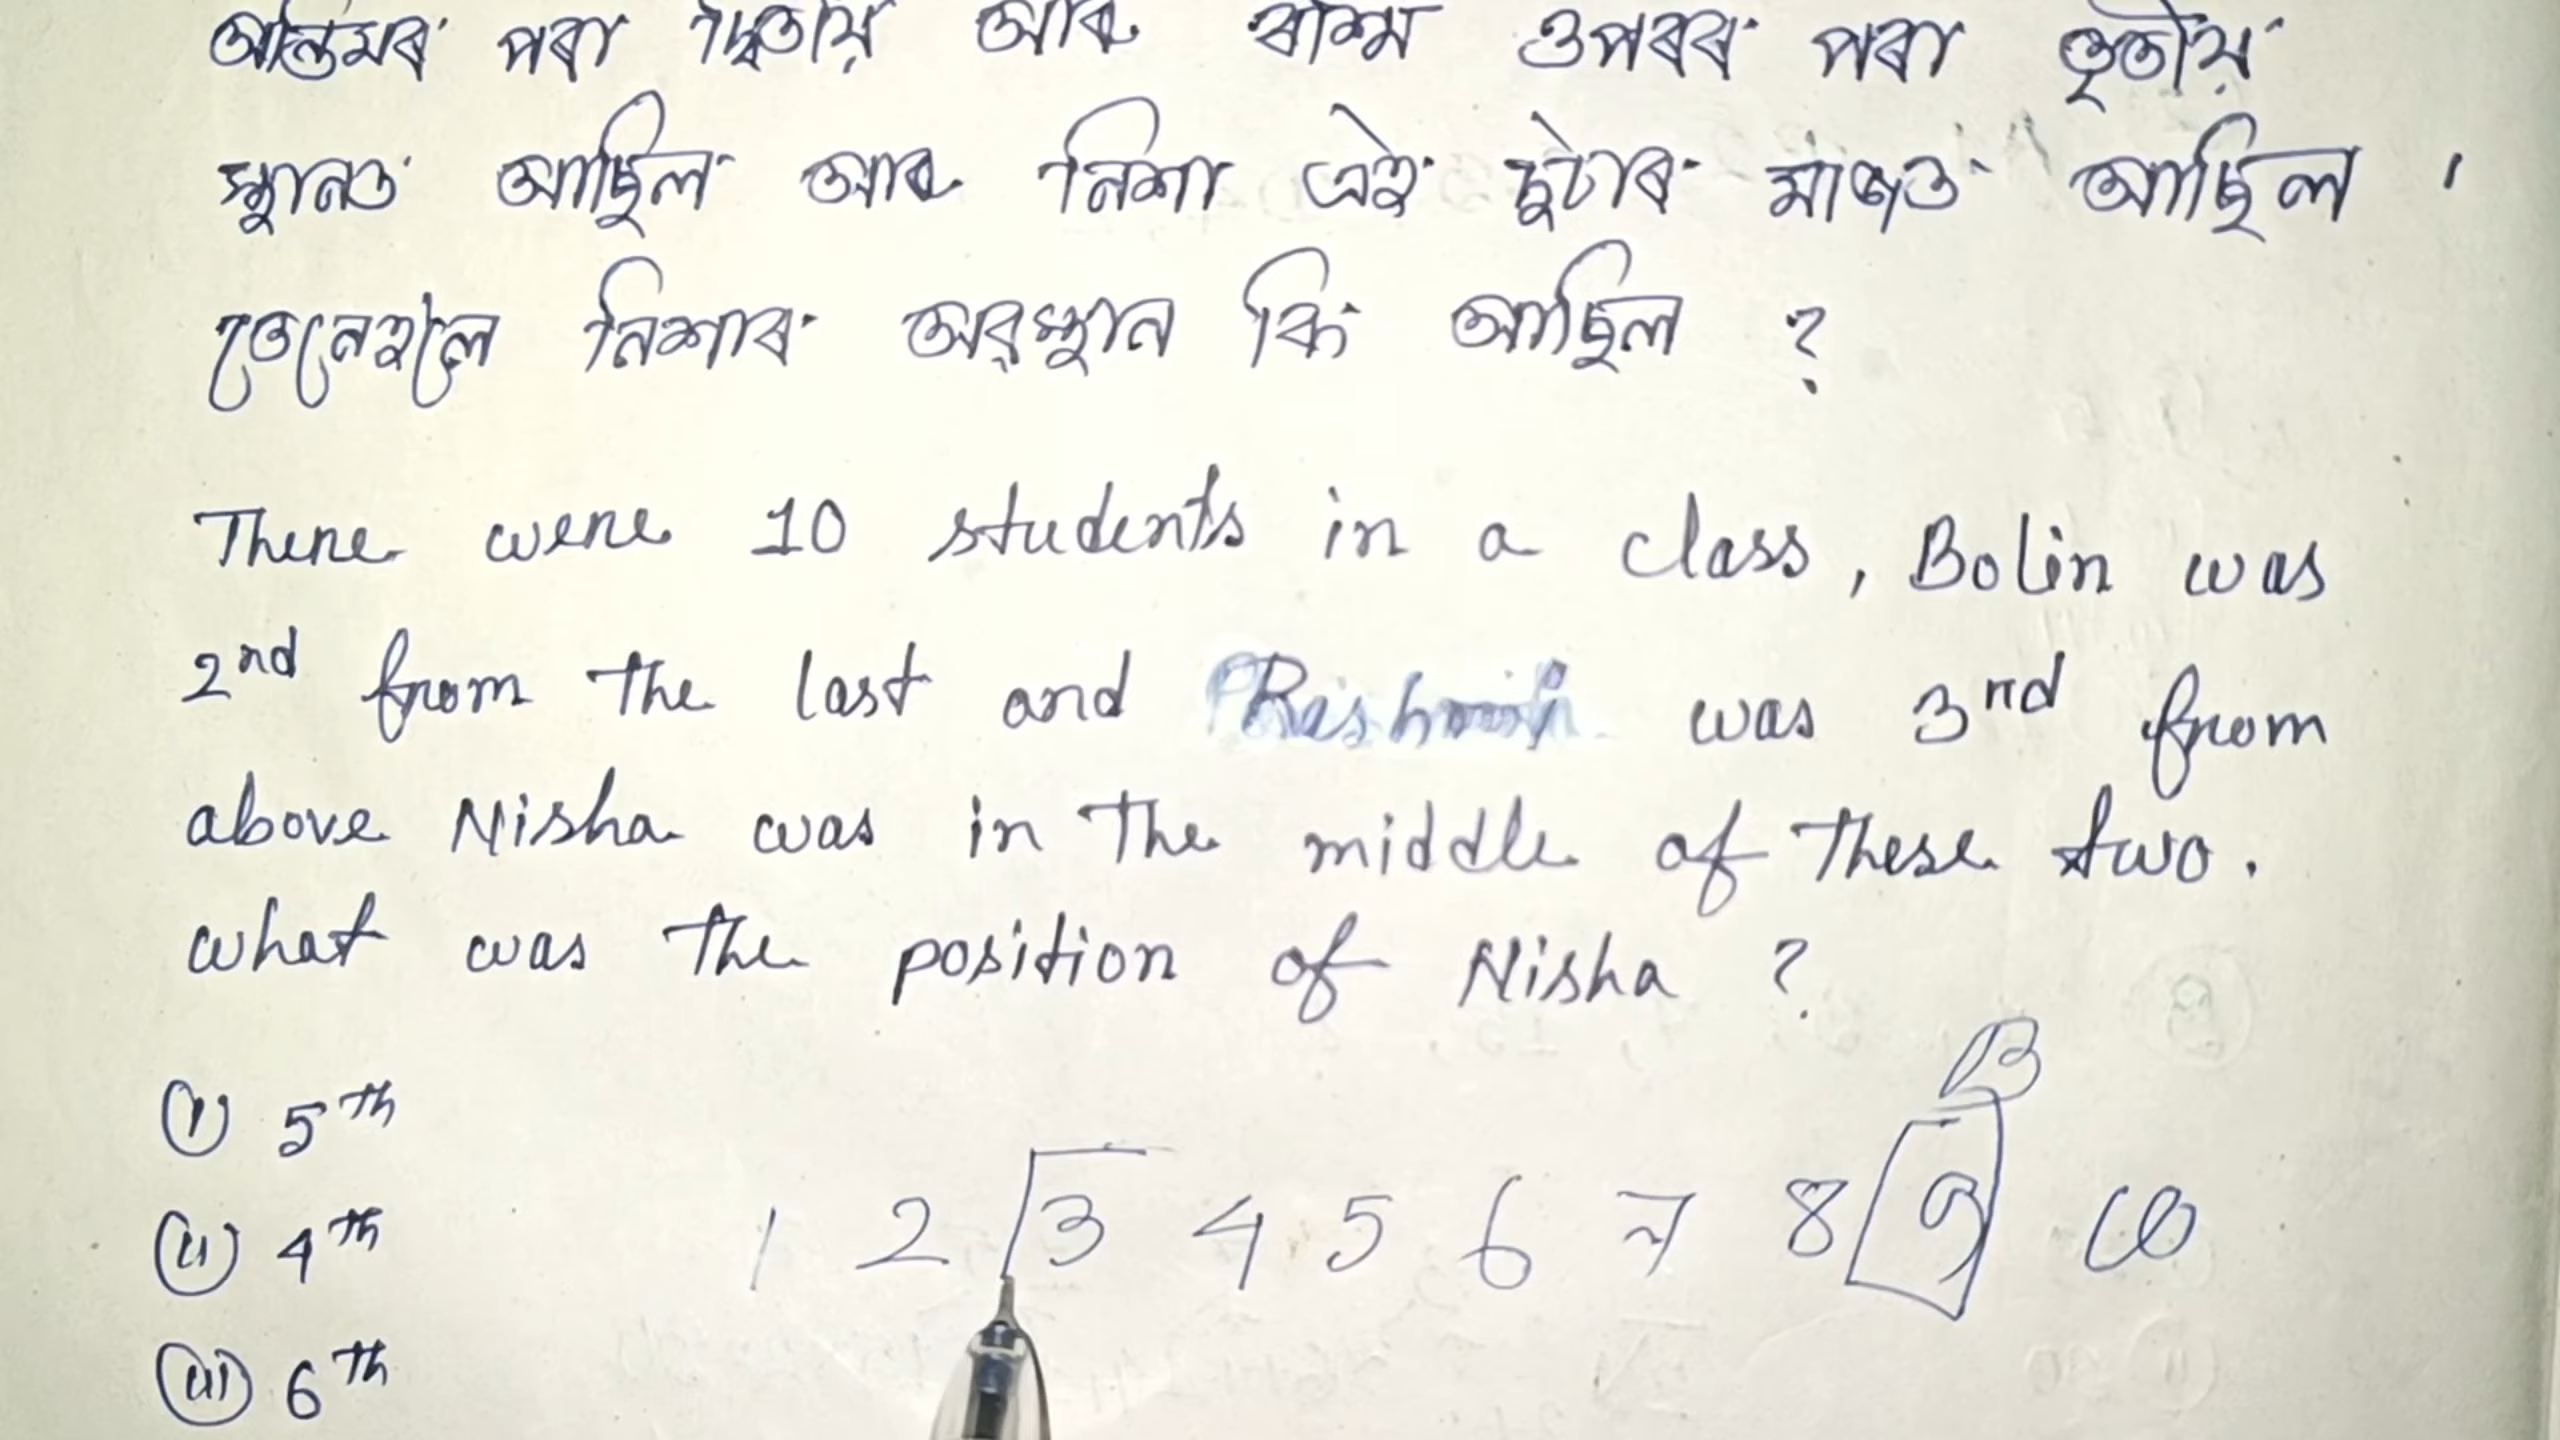 অন্তিমৰ পৰা দ্বিতীয় আৰু ৰশ্মি ওপৰৰ পৰা তৃতীয়
স্থানত আছিল আৰু নিশা এই দুটাৰ মাজত আছিল ।
তেনেহলে নিশাৰ অৱস্থান কি আছিল ?
There were 10 students in a class, Bolin was
2nd from the last and was 3nd from
above Nisha was in the middle of these two.
what was the position of Nisha ?
B
(i) 5th
1 2 3 4 5 6 7 8 9 10
(ii) 4th
(iii) 6th